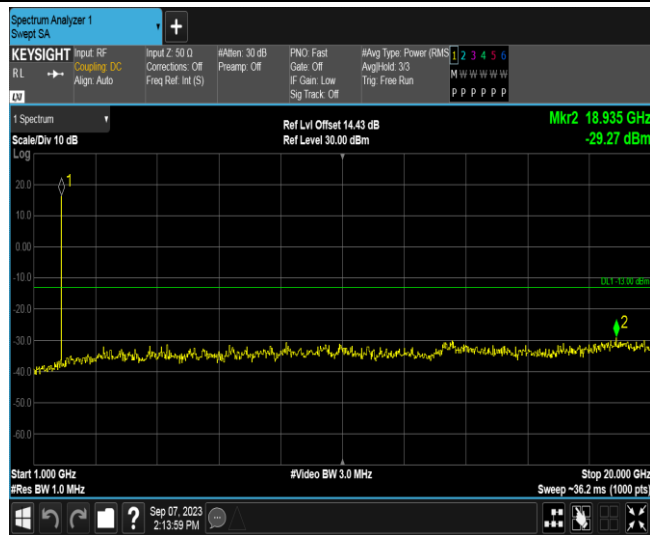 Spectrum Analyzer 1
Swept SA
+
KEYSIGHT Input: RF Input Z: 50 Ω #Atten: 30 dB PNO: Fast #Avg Type: Power (RMS 1 2 3 4 5 6
RL Coupling: DC Corrections: Off Preamp: Off Gate: Off Avg|Hold: 3/3 M W W W W W
Align: Auto Freq Ref: Int (S) IF Gain: Low Trig: Free Run
Sig Track: Off P P P P P P
LXI
1 Spectrum Ref Lvl Offset 14.43 dB Mkr2 18.935 GHz
Scale/Div 10 dB Ref Level 30.00 dBm -29.27 dBm
Log
1
20.0
10.0
0.00
-10.0
DL1 -13.00 dBm
-20.0
2
-30.0
-40.0
-50.0
-60.0
Start 1.000 GHz #Video BW 3.0 MHz Stop 20.000 GHz
#Res BW 1.0 MHz Sweep ~36.2 ms (1000 pts)
? Sep 07, 2023
2:13:59 PM